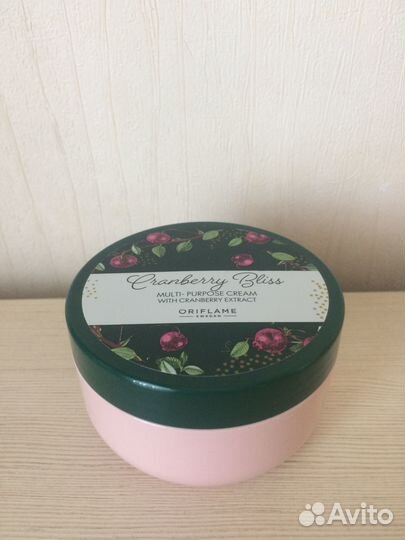 Cranberry Bliss
MULTI- PURPOSE CREAM
WITH CRANBERRY EXTRACT
ORIFLAME
SWEDEN
Avito